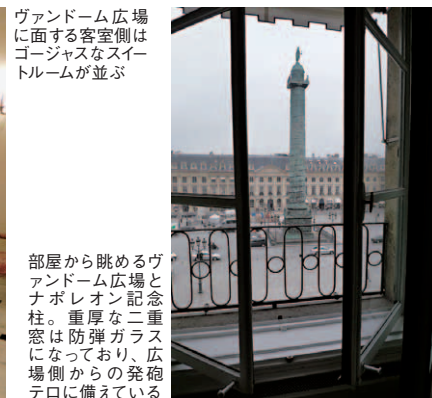 ヴァンドーム広場
に面する客室側は
ゴージャスなスイー
トルームが並ぶ
部屋から眺めるヴ
ァンドーム広場と
ナポレオン記念
柱。重厚な二重
窓は防弾ガラス
になっており、広
場側からの発砲
テロに備えている